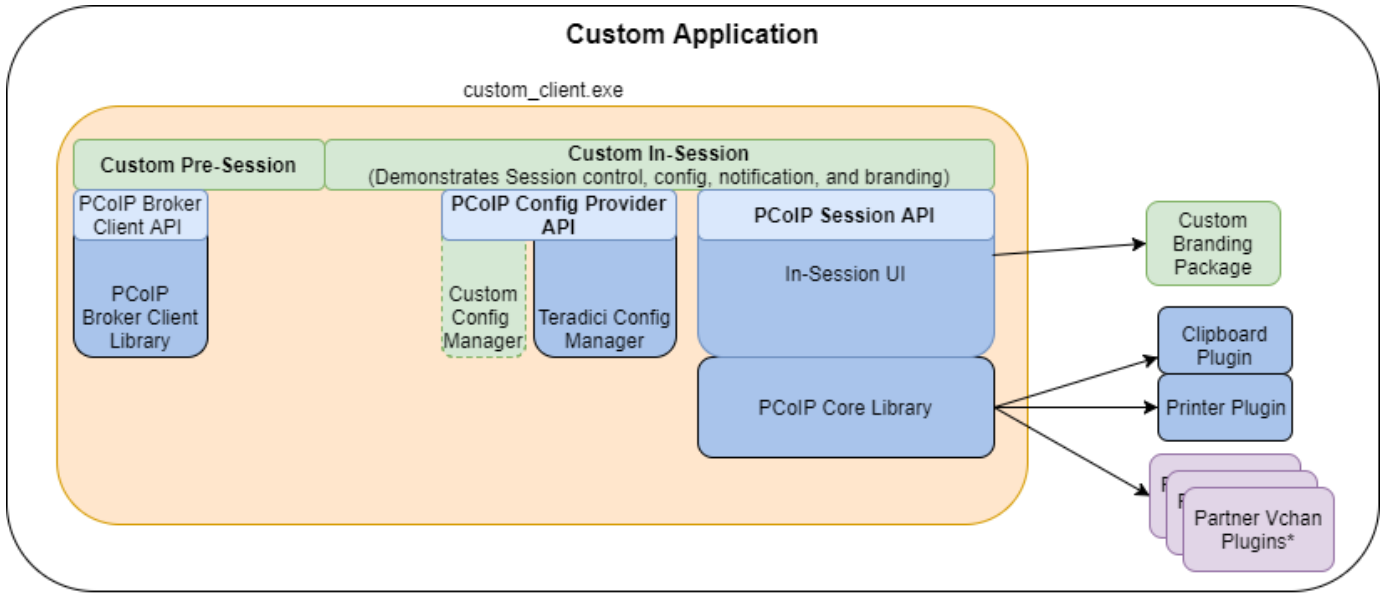 Custom Application
custom_client.exe
Custom Pre-Session
Custom In-Session
(Demonstrates Session control, config, notification, and branding)
PCoIP Broker
Client API
PCoIP
Broker Client
Library
PCoIP Config Provider
API
Custom
Config
Manager
Teradici Config
Manager
PCoIP Session API
In-Session UI
PCoIP Core Library
Custom
Branding
Package
Clipboard
Plugin
Printer Plugin
Partner Vchan
Plugins*